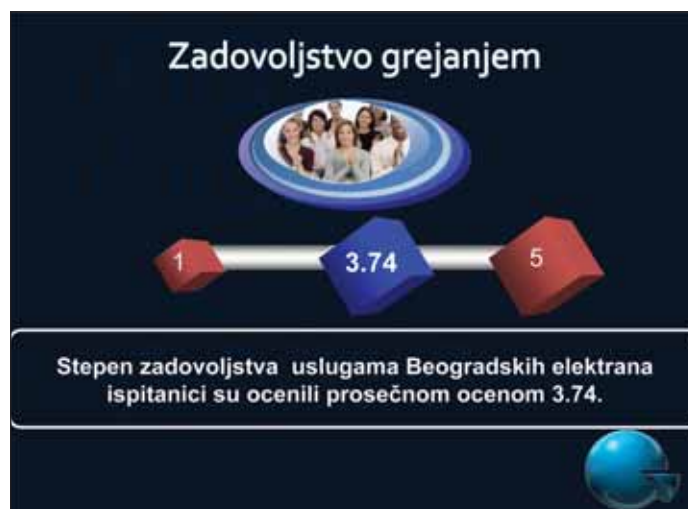 Zadovoljstvo grejanjem
1 3.74 5
Stepen zadovoljstva uslugama Beogradskih elektrana
ispitanici su ocenili prosečnom ocenom 3.74.